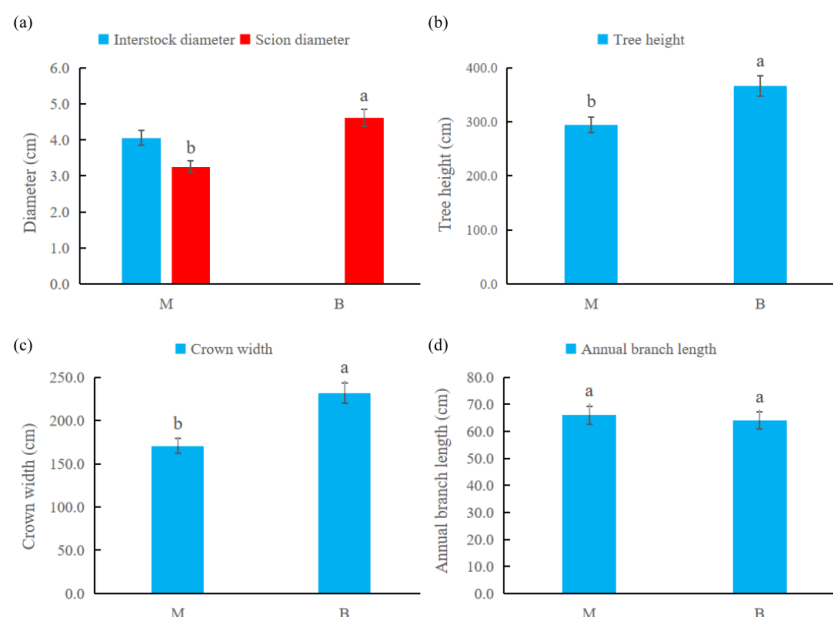 (a)
Interstock diameter Scion diameter
6.0
5.0
4.0
3.0
2.0
1.0
0.0
Diameter (cm)
b
a
M B
(b)
Tree height
400.0
300.0
200.0
100.0
0.0
Tree height (cm)
b
a
M B
(c)
Crown width
250.0
200.0
150.0
100.0
50.0
0.0
Crown width (cm)
b
a
M B
(d)
Annual branch length
80.0
70.0
60.0
50.0
40.0
30.0
20.0
10.0
0.0
Annual branch length (cm)
a
a
M B